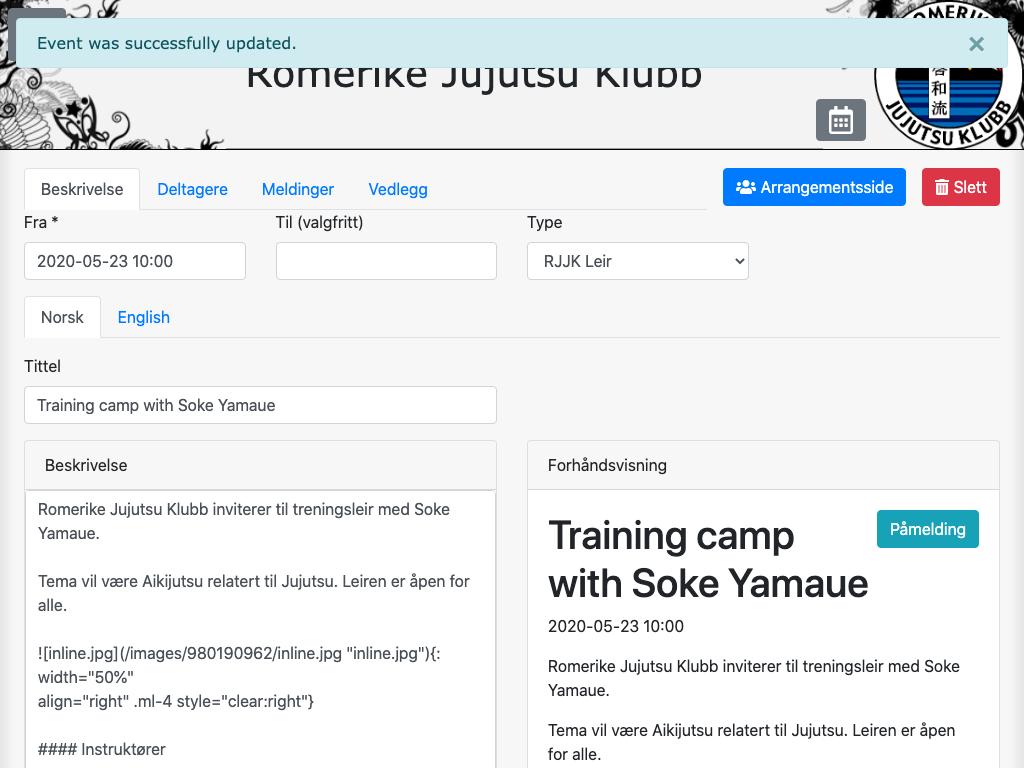 Event was successfully updated.
×
Romerike Jujutsu Klubb
ROMERIKE
啓和流
JUJUTSU KLUBB
Beskrivelse
Deltagere
Meldinger
Vedlegg
Arrangementsside
Slett
Fra *
Til (valgfritt)
Type
2020-05-23 10:00
RJJK Leir
Norsk
English
Tittel
Training camp with Soke Yamaue
Beskrivelse
Forhåndsvisning
Romerike Jujutsu Klubb inviterer til treningsleir med Soke
Yamaue.
Tema vil være Aikijutsu relatert til Jujutsu. Leiren er åpen for
alle.
![inline.jpg](/images/980190962/inline.jpg "inline.jpg"){:
width="50%"
align="right" .ml-4 style="clear:right"}
#### Instruktører
Training camp
with Soke Yamaue
Påmelding
2020-05-23 10:00
Romerike Jujutsu Klubb inviterer til treningsleir med Soke
Yamaue.
Tema vil være Aikijutsu relatert til Jujutsu. Leiren er åpen
for alle.